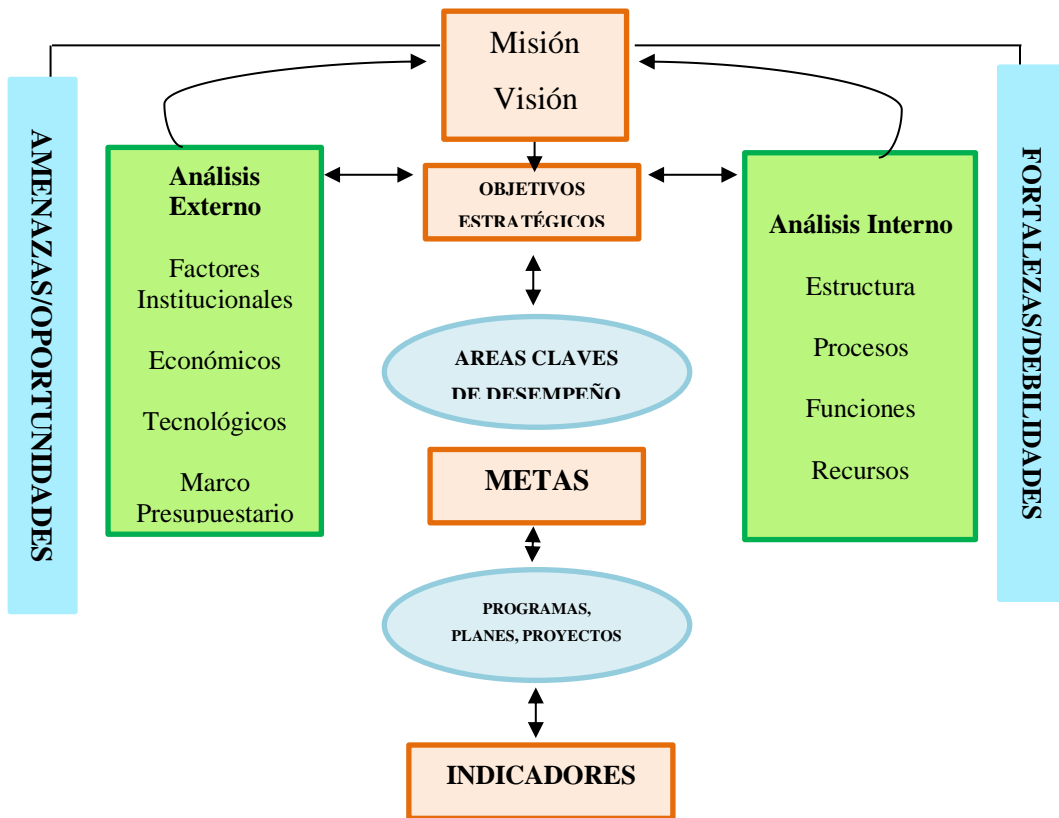 Misión
Visión
AMENAZAS/OPORTUNIDADES
Análisis
Externo
Factores
Institucionales
Económicos
Tecnológicos
Marco
Presupuestario
OBJETIVOS
ESTRATÉGICOS
AREAS CLAVES
DE DESEMPEÑO
METAS
PROGRAMAS,
PLANES, PROYECTOS
INDICADORES
Análisis Interno
Estructura
Procesos
Funciones
Recursos
FORTALEZAS/DEBILIDADES